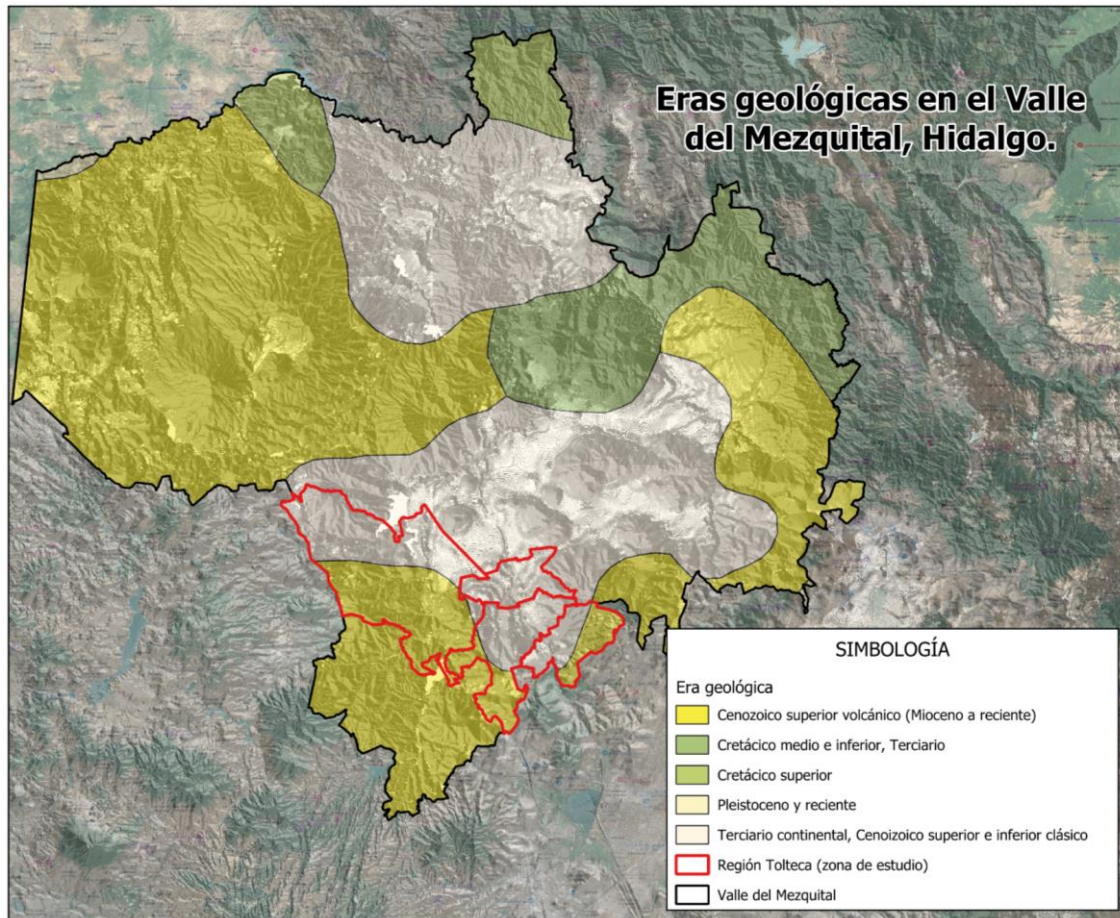 Eras geológicas en el Valle
del Mezquital, Hidalgo.
SIMBOLOGÍA
Era geológica
Cenozoico superior volcánico (Mioceno a reciente)
Cretácico medio e inferior, Terciario
Cretácico superior
Pleistoceno y reciente
Terciario continental, Cenoizoico superior e inferior clásico
Región Tolteca (zona de estudio)
Valle del Mezquital